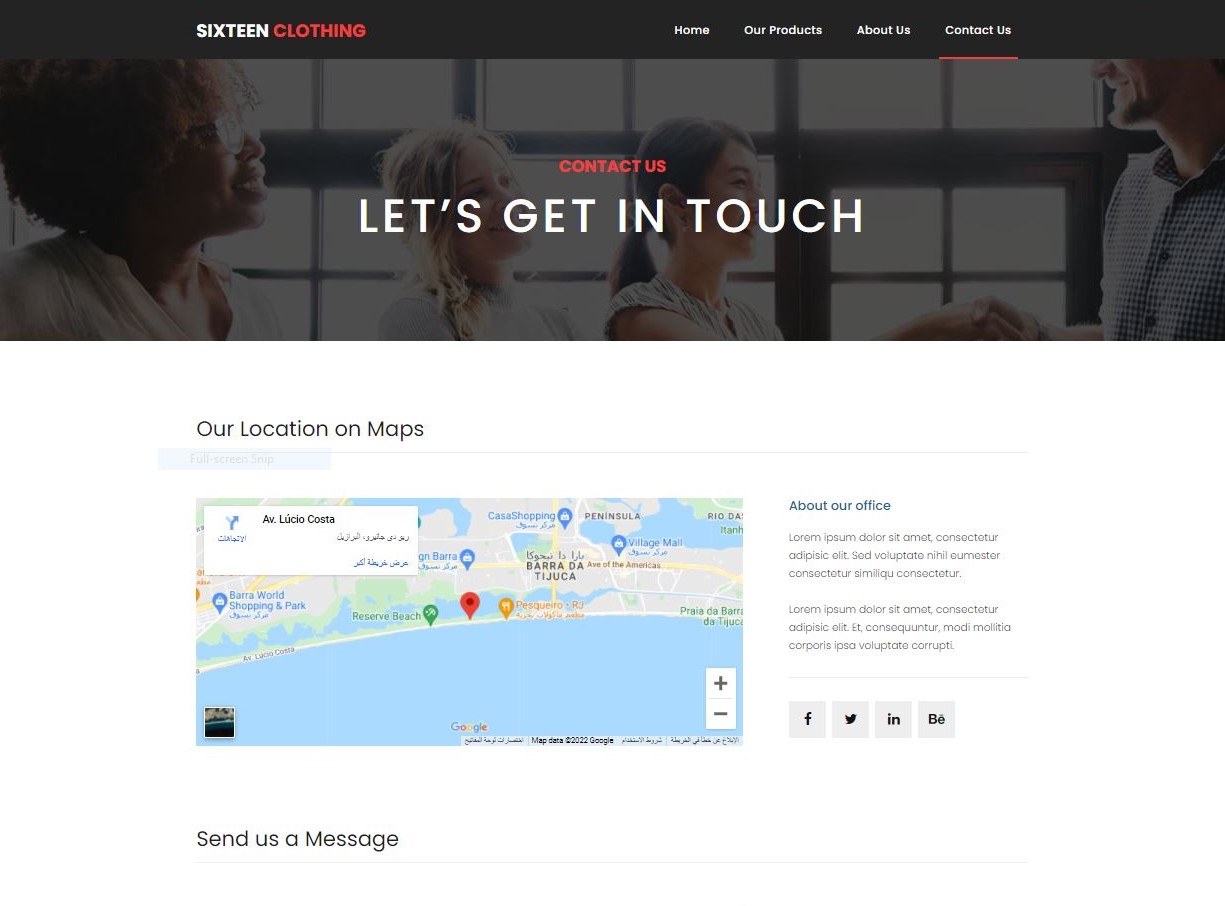 SIXTEEN CLOTHING
Home Our Products About Us Contact Us
CONTACT US
LET’S GET IN TOUCH
Our Location on Maps
Full-screen Snip
Av. Lúcio Costa
ريو دي جانيرو، البرازيل
الاتجاهات
عرض خريطة أكبر
CasaShopping
مركز تسوق
PENÍNSULA
RIO DAS
Itanh
Village Mall
مركز تسوق
gn Barra
مركز تسوق
بارا دا تيجوكا
BARRA DA
TIJUCA
Ave of the Americas
Barra World
Shopping & Park
مركز تسوق
Reserve Beach
Pesqueiro - RJ
مطعم مأكولات بحرية
Praia da Barra
da Tijuca
Av. Lúcio Costa
Google
اختصارات لوحة المفاتيح
Map data ©2022 Google
شروط الاستخدام
الإبلاغ عن خطأ في الخريطة
About our office
Lorem ipsum dolor sit amet, consectetur
adipisic elit. Sed voluptate nihil eumester
consectetur similiqu consectetur.
Lorem ipsum dolor sit amet, consectetur
adipisic elit. Et, consequuntur, modi mollitia
corporis ipsa voluptate corrupti.
f in Bē
Send us a Message